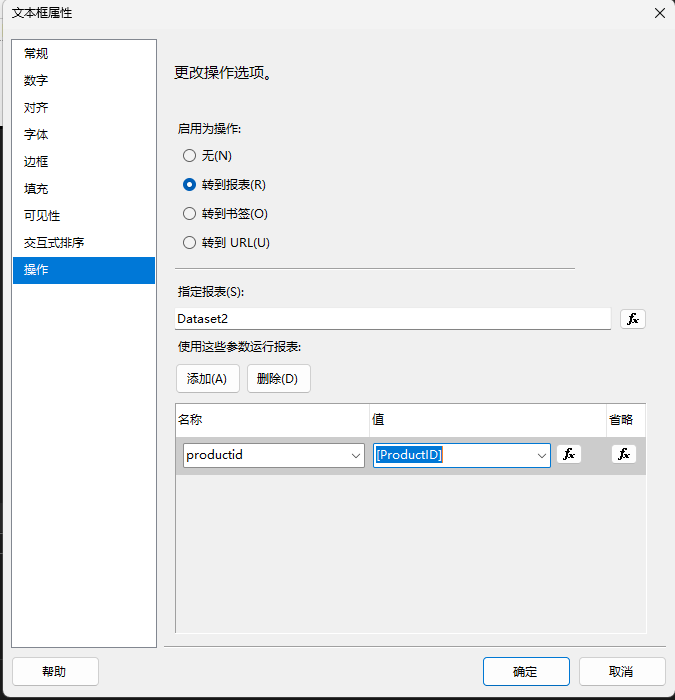 文本框属性
常规
数字
对齐
字体
边框
填充
可见性
交互式排序
操作
更改操作选项。
启用为操作:
无(N)
转到报表(R)
转到书签(O)
转到 URL(U)
指定报表(S):
Dataset2
fx
使用这些参数运行报表:
添加(A) 删除(D)
名称 值 省略
productid [ProductID] fx fx
帮助 确定 取消